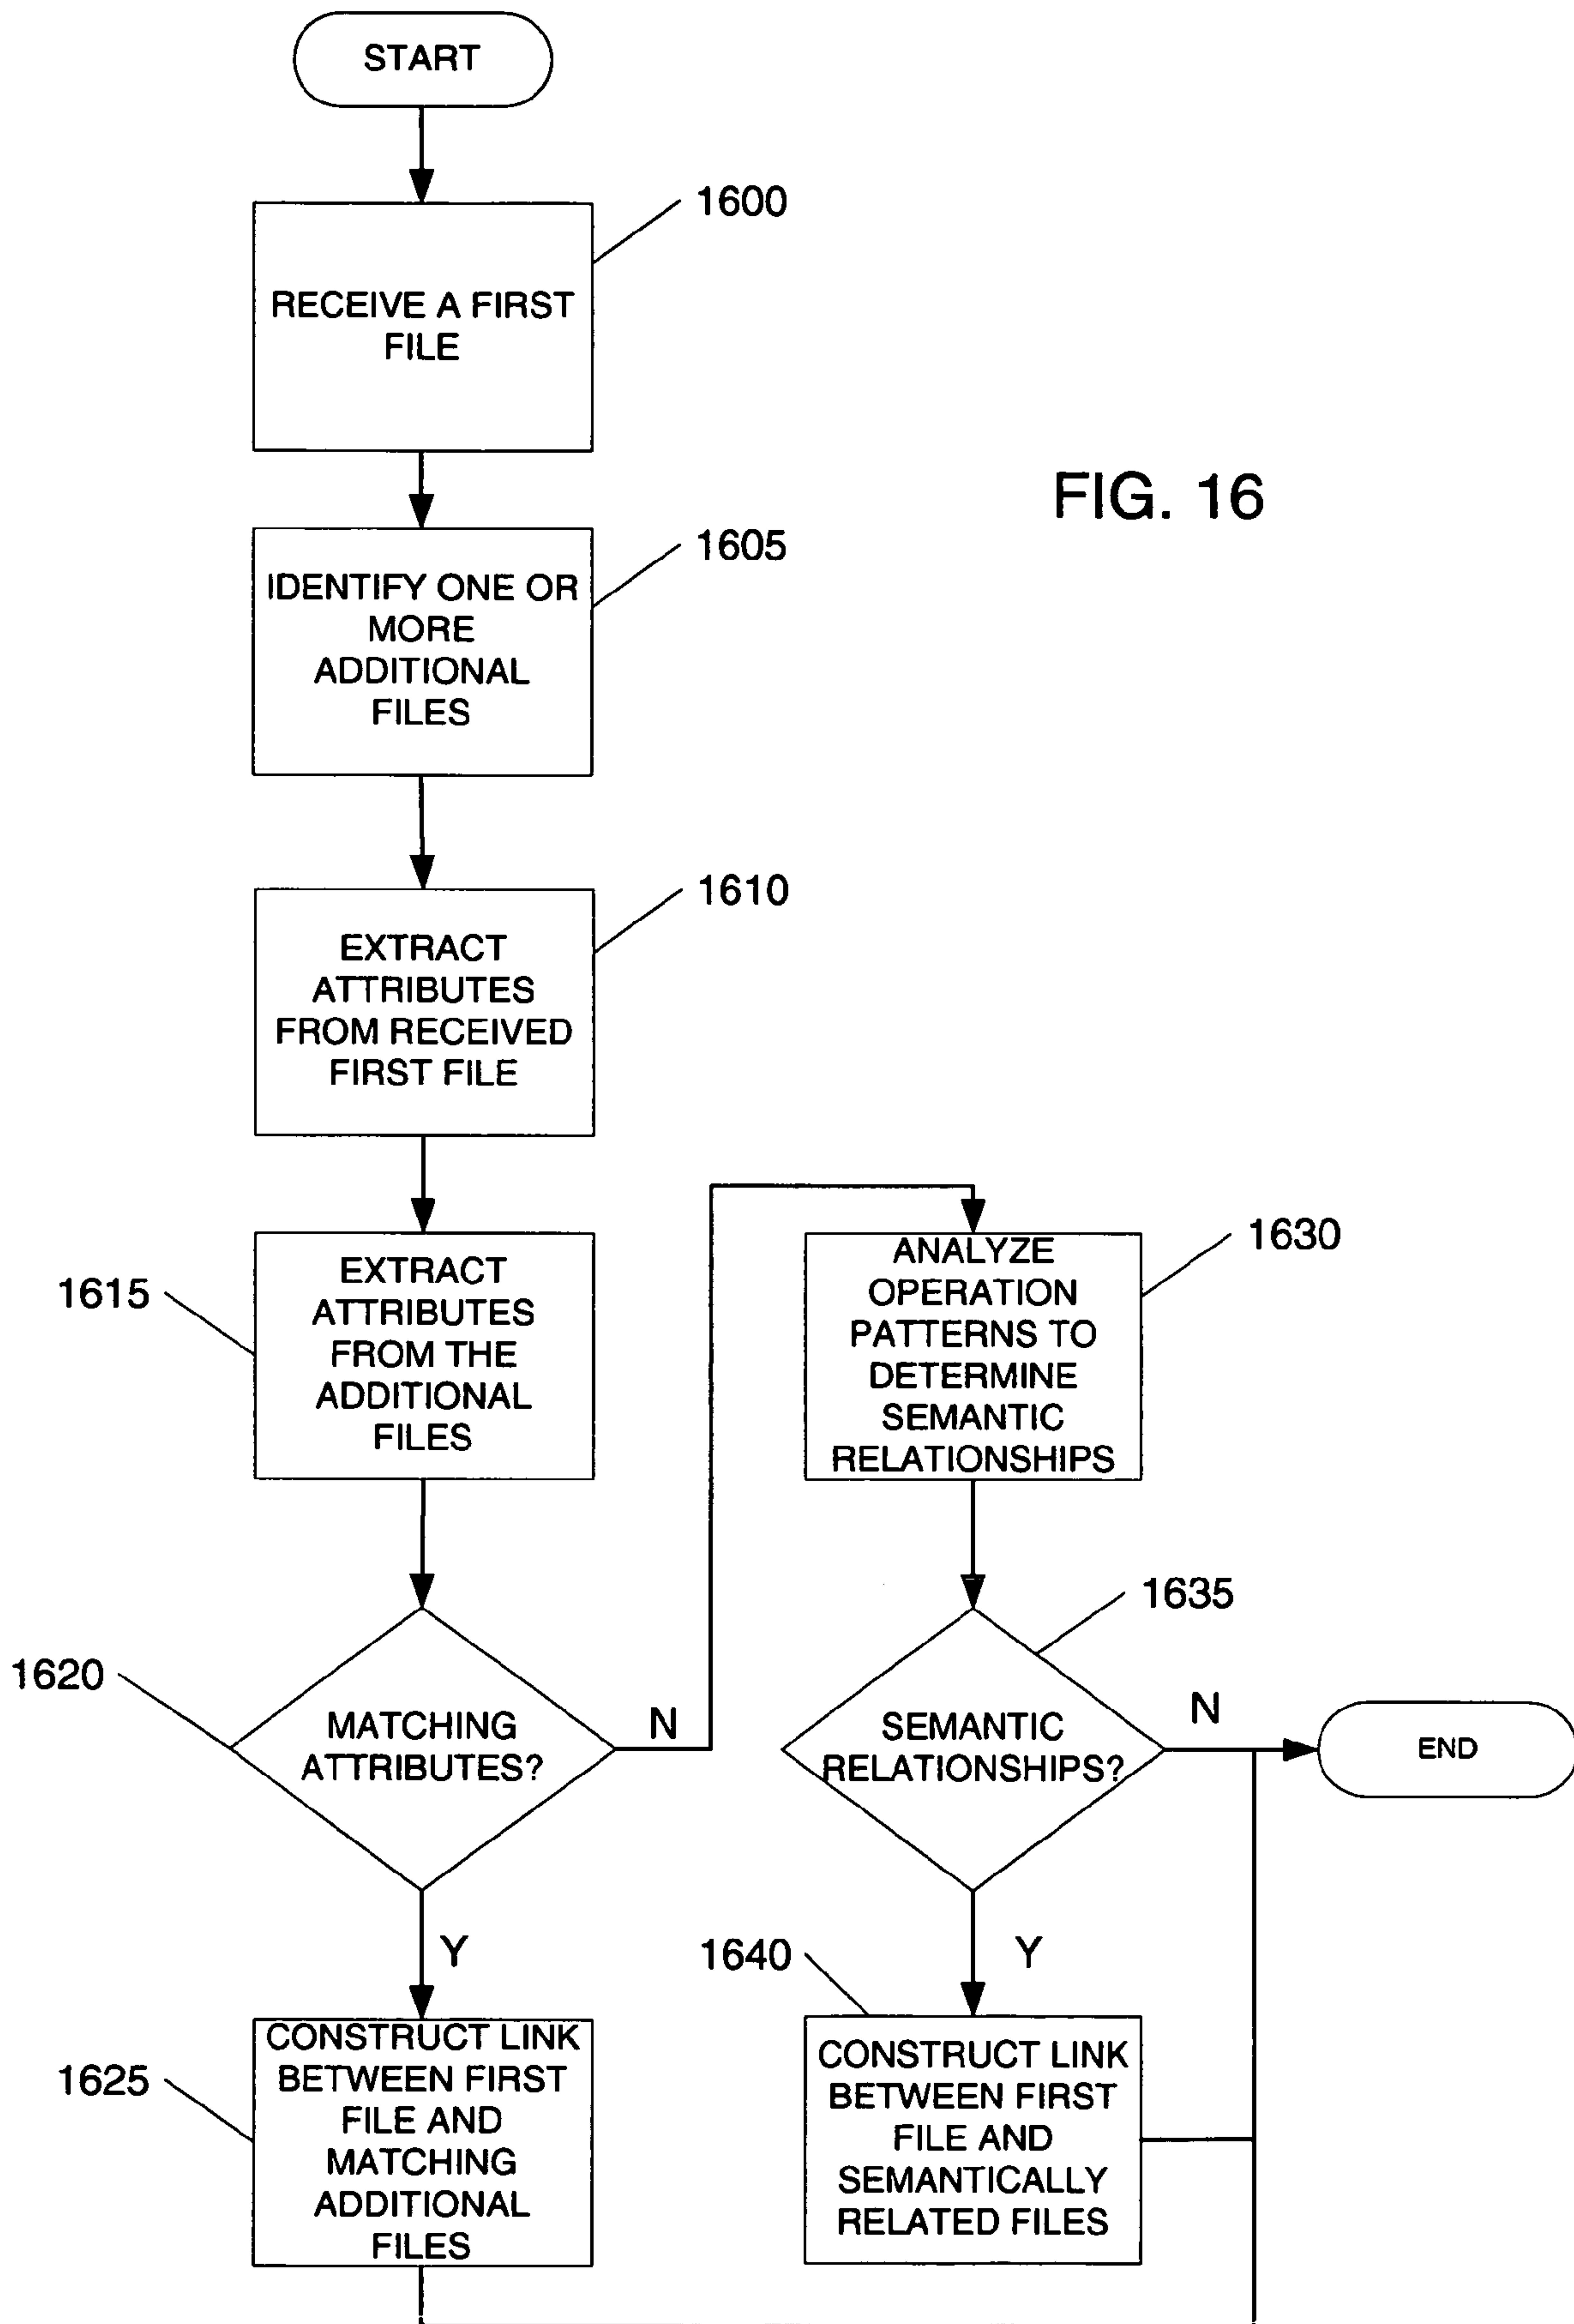 START
1600
RECEIVE A FIRST
FILE
FIG. 16
1605
IDENTIFY ONE OR
MORE
ADDITIONAL
FILES
1610
EXTRACT
ATTRIBUTES
FROM RECEIVED
FIRST FILE
1615
EXTRACT
ATTRIBUTES
FROM THE
ADDITIONAL
FILES
1620
MATCHING
ATTRIBUTES?
N
Y
1625
CONSTRUCT LINK
BETWEEN FIRST
FILE AND
MATCHING
ADDITIONAL
FILES
1630
ANALYZE
OPERATION
PATTERNS TO
DETERMINE
SEMANTIC
RELATIONSHIPS
1635
SEMANTIC
RELATIONSHIPS?
N
END
Y
1640
CONSTRUCT LINK
BETWEEN FIRST
FILE AND
SEMANTICALLY
RELATED FILES